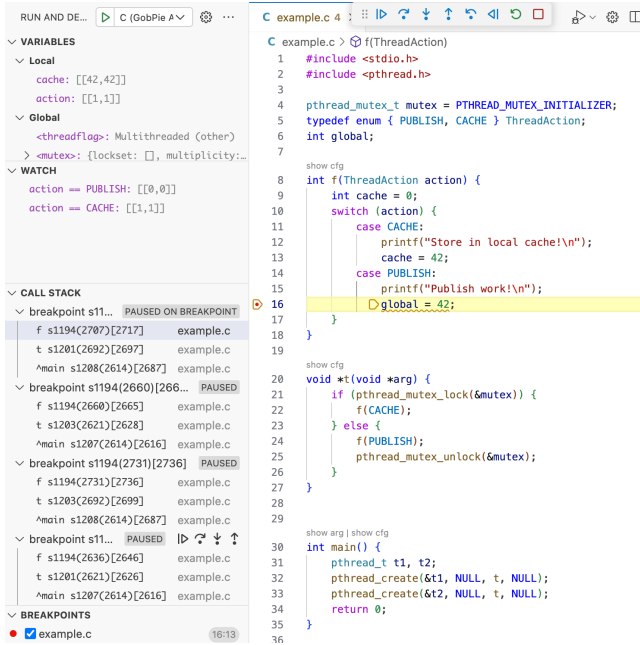 RUN AND DE... C (GobPie A
VARIABLES
Local
cache: [[42,42]]
action: [[1,1]]
Global
<threadflag>: Multithreaded (other)
<mutex>: {lockset: [], multiplicity:...
WATCH
action == PUBLISH: [[0,0]]
action == CACHE: [[1,1]]
CALL STACK
breakpoint s11... PAUSED ON BREAKPOINT
f s1194(2707)[2717] example.c
t s1201(2692)[2697] example.c
^main s1208(2614)[2687] example.c
breakpoint s1194(2660)[266... PAUSED
f s1194(2660)[2665] example.c
t s1203(2621)[2628] example.c
^main s1207(2614)[2616] example.c
breakpoint s1194(2731)[2736] PAUSED
f s1194(2731)[2736] example.c
t s1203(2692)[2699] example.c
^main s1208(2614)[2687] example.c
breakpoint s11... PAUSED
f s1194(2636)[2646] example.c
t s1201(2621)[2626] example.c
^main s1207(2614)[2616] example.c
BREAKPOINTS
example.c 16:13
C example.c 4
C example.c > f(ThreadAction)
1 #include <stdio.h>
2 #include <pthread.h>
3
4 pthread_mutex_t mutex = PTHREAD_MUTEX_INITIALIZER;
5 typedef enum { PUBLISH, CACHE } ThreadAction;
6 int global;
7
show cfg
8 int f(ThreadAction action) {
9 int cache = 0;
10 switch (action) {
11 case CACHE:
12 printf("Store in local cache!\n");
13 cache = 42;
14 case PUBLISH:
15 printf("Publish work!\n");
16 global = 42;
17 }
18 }
19
show cfg
20 void *t(void *arg) {
21 if (pthread_mutex_lock(&mutex)) {
22 f(CACHE);
23 } else {
24 f(PUBLISH);
25 pthread_mutex_unlock(&mutex);
26 }
27 }
28
29
show arg | show cfg
30 int main() {
31 pthread_t t1, t2;
32 pthread_create(&t1, NULL, t, NULL);
33 pthread_create(&t2, NULL, t, NULL);
34 return 0;
35 }
36